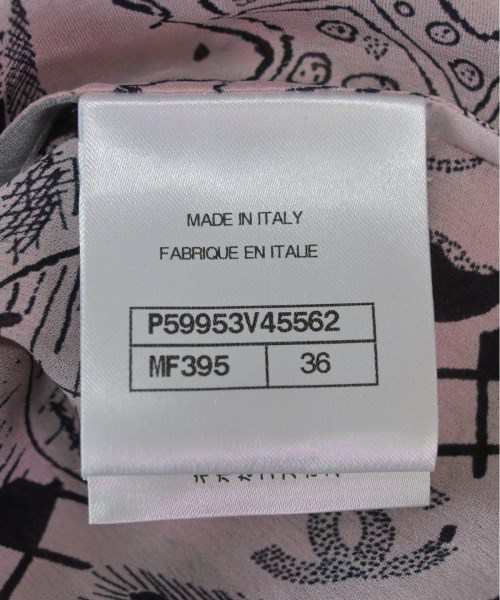 MADE IN ITALY
FABRIQUE EN ITALIE
P59953V45562
MF395 36